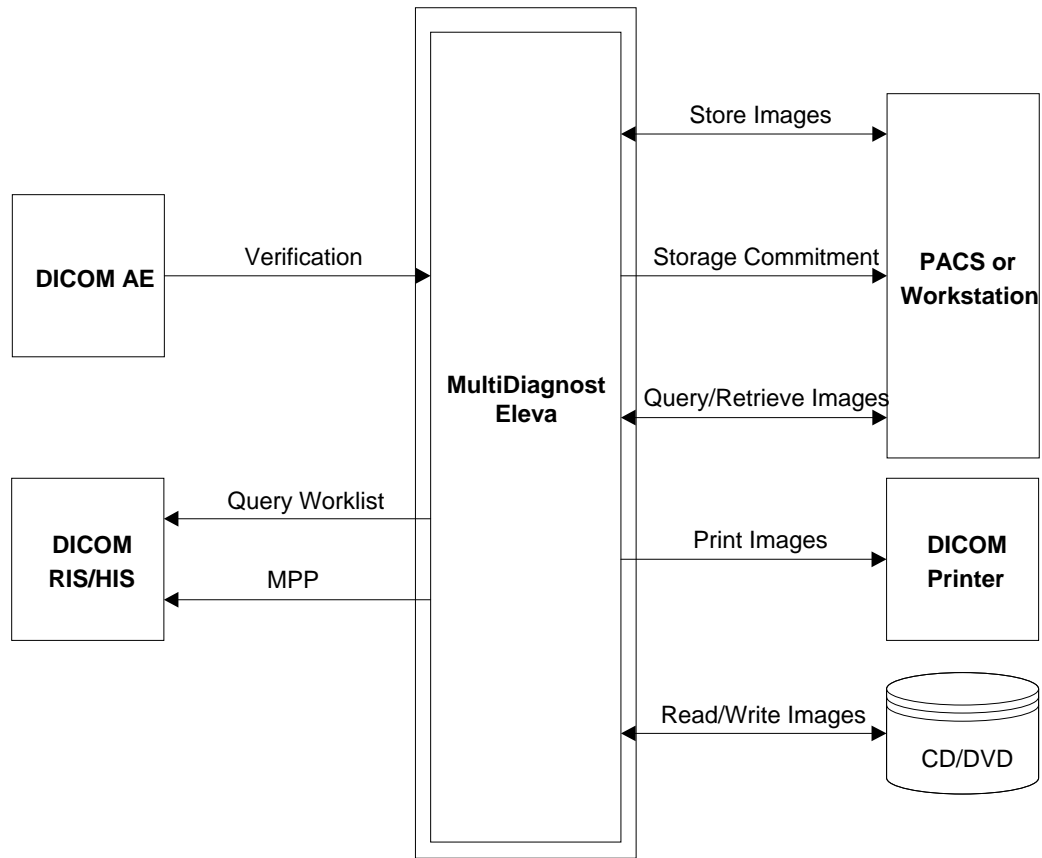 Store Images
Verification
DICOM AE
Storage Commitment
PACS or
Workstation
MultiDiagnost
Eleva
Query/Retrieve Images
Query Worklist
DICOM
RIS/HIS
MPP
Print Images
DICOM
Printer
Read/Write Images
CD/DVD